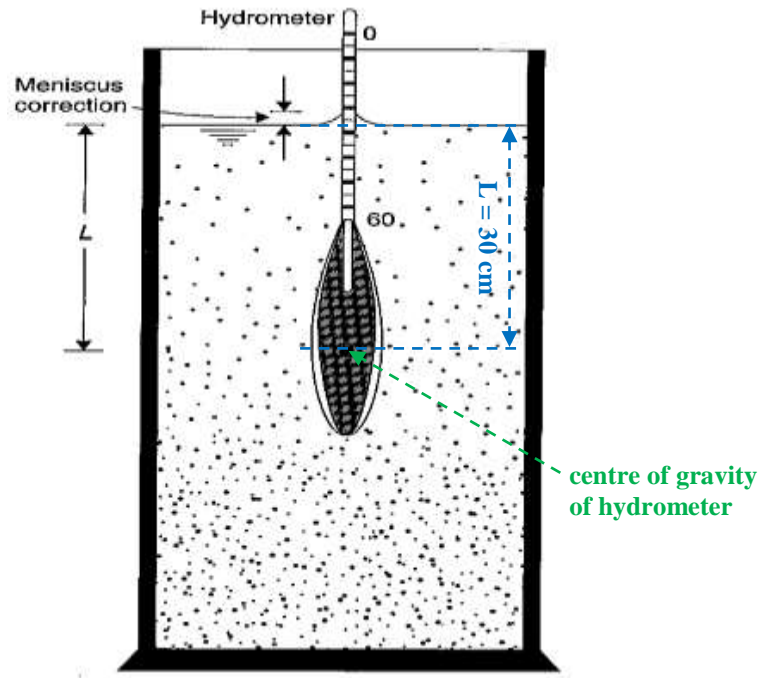 Hydrometer
0
Meniscus
correction
L
60
L = 30 cm
centre of gravity
of hydrometer